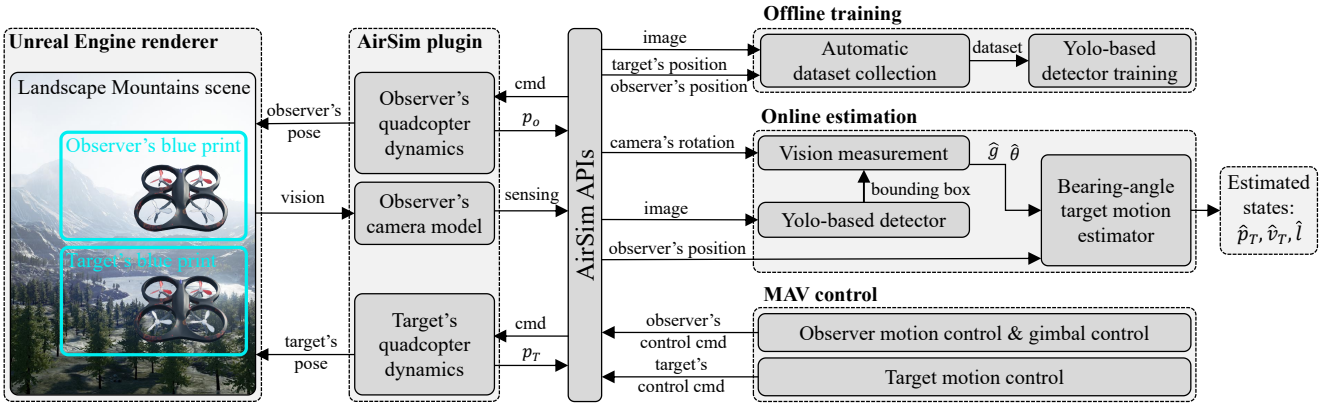 Unreal Engine renderer
Landscape Mountains scene
Observer's blue print
Target's blue print
observer's
pose
vision
target's
pose
AirSim plugin
Observer's
quadcopter
dynamics
Observer's
camera model
Target's
quadcopter
dynamics
cmd
p_o
sensing
cmd
p_T
AirSim APIs
Offline training
image
target's position
observer's position
Automatic
dataset collection
dataset
Yolo-based
detector training
Online estimation
camera's rotation
Vision measurement
ĝ θ̂
bounding box
image
Yolo-based detector
observer's position
Bearing-angle
target motion
estimator
Estimated
states:
p̂_T, v̂_T, l̂
MAV control
observer's
control cmd
Observer motion control & gimbal control
target's
control cmd
Target motion control